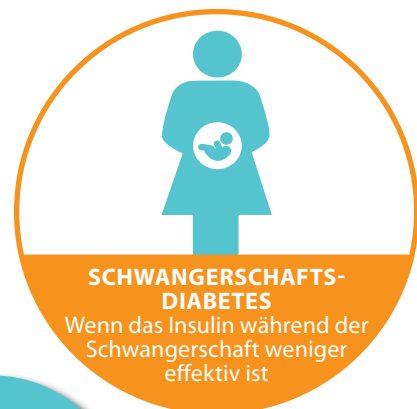 SCHWANGERSCHAFTS-
DIABETES
Wenn das Insulin während der
Schwangerschaft weniger
effektiv ist